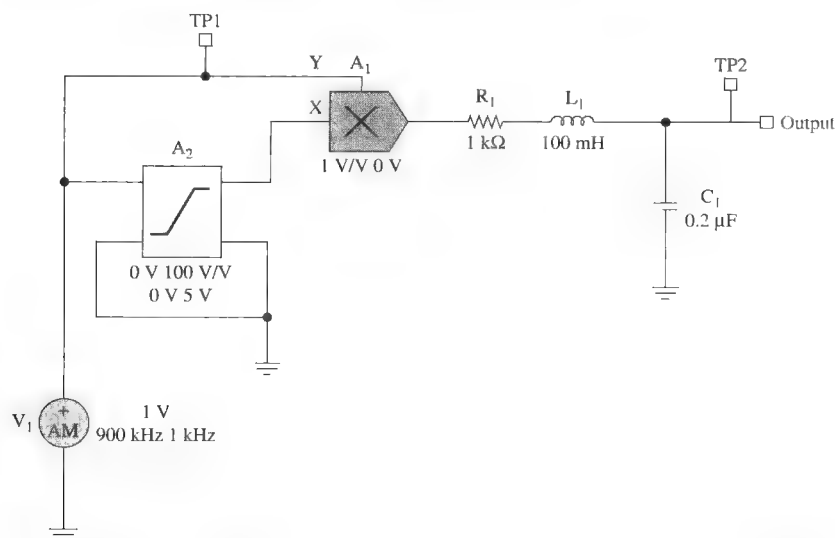 TP1
Y A₁
TP2
X
R₁ L₁
Output
A₂
1 kΩ 100 mH
1 V/V 0 V
C₁
0.2 µF
0 V 100 V/V
0 V 5 V
V₁
+
AM
1 V
900 kHz 1 kHz